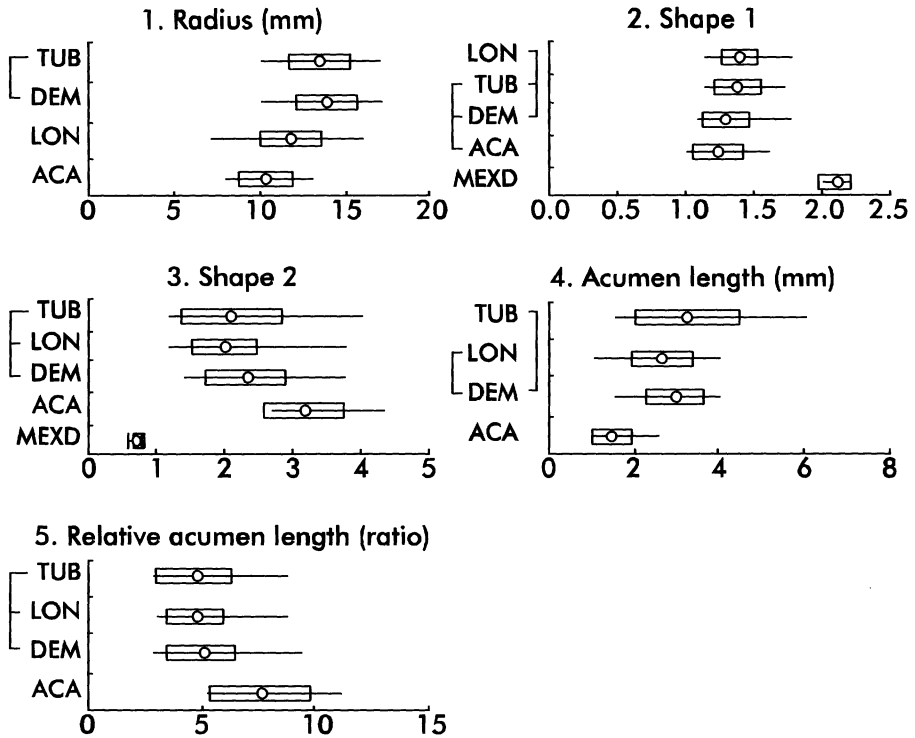 1. Radius (mm)
TUB
DEM
LON
ACA
0 5 10 15 20
2. Shape 1
LON
TUB
DEM
ACA
MEXD
0.0 0.5 1.0 1.5 2.0 2.5
3. Shape 2
TUB
LON
DEM
ACA
MEXD
0 1 2 3 4 5
4. Acumen length (mm)
TUB
LON
DEM
ACA
0 2 4 6 8
5. Relative acumen length (ratio)
TUB
LON
DEM
ACA
0 5 10 15